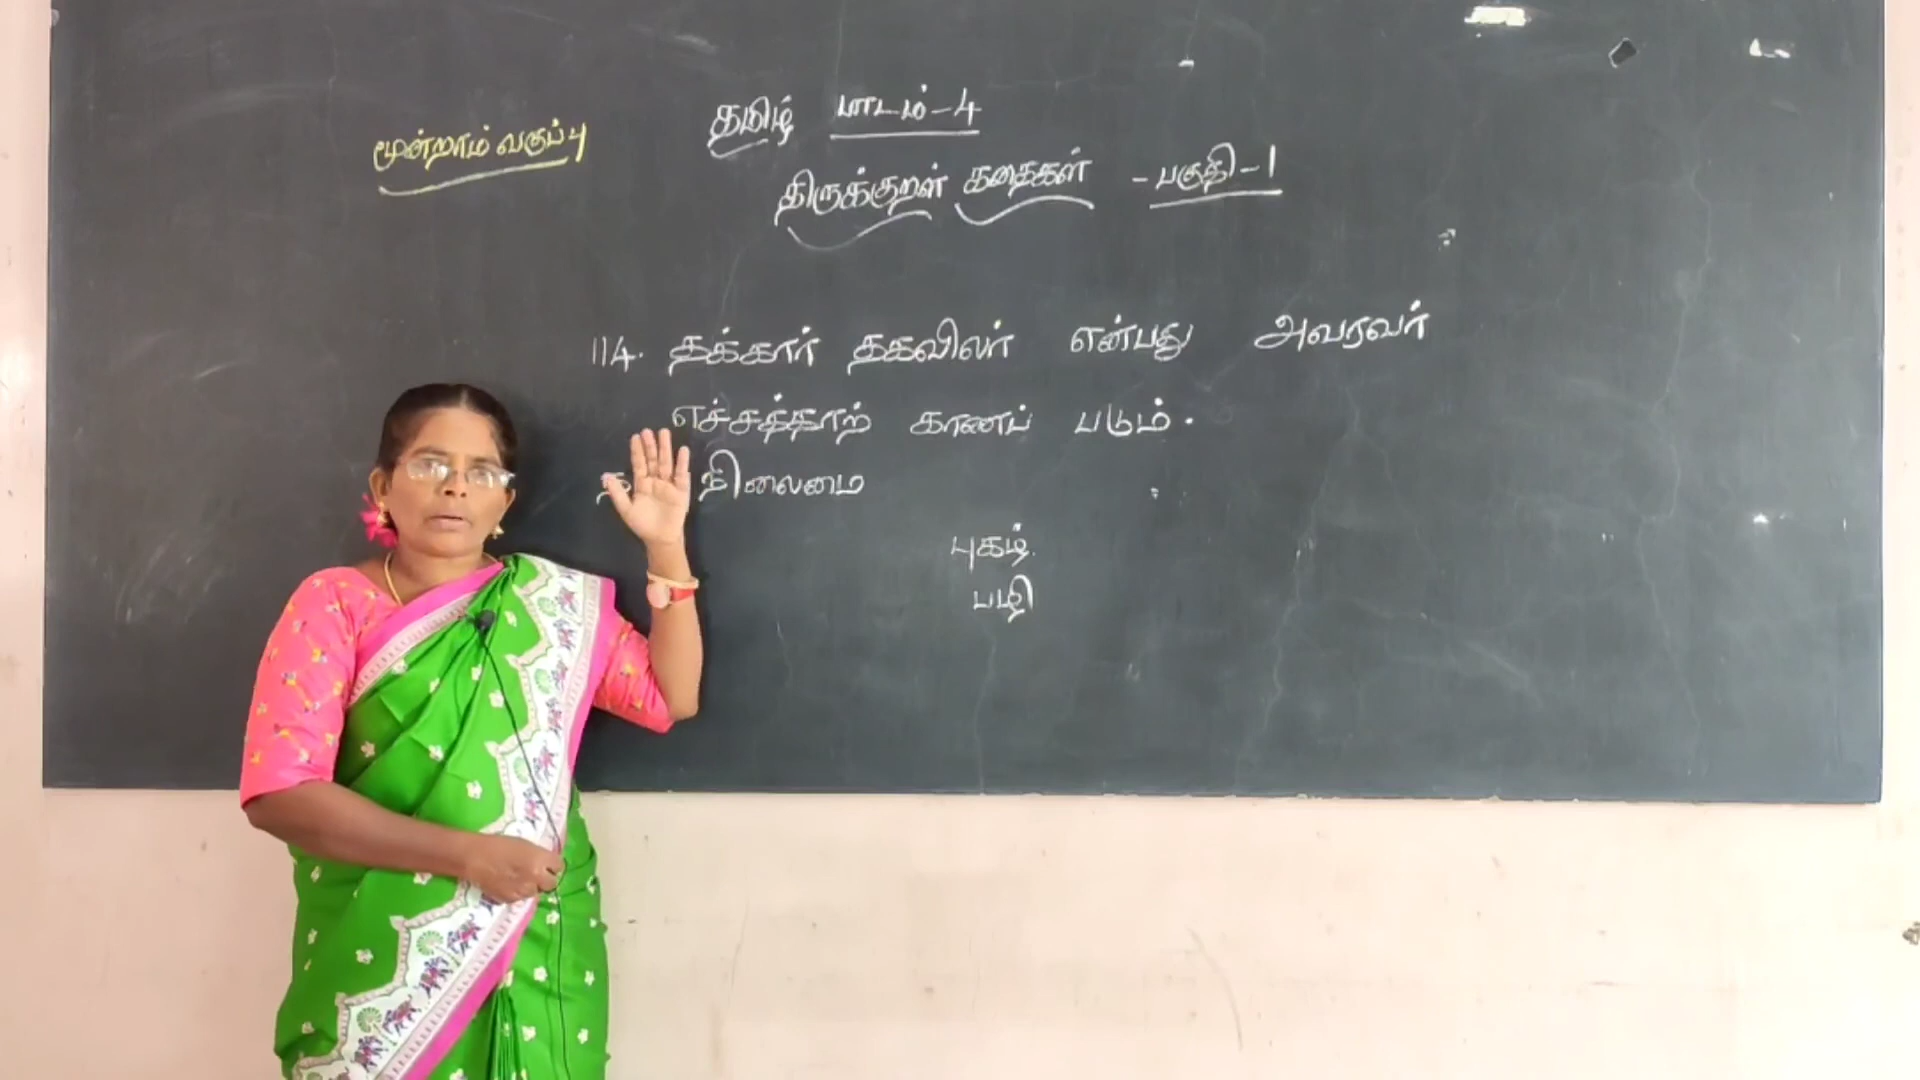 மூன்றாம் வகுப்பு
தமிழ் பாடம் - 4
திருக்குறள் கதைகள் - பகுதி - 1
114. தக்கார் தகவிலர் என்பது அவரவர்
எச்சத்தாற் காணப் படும்.
நிலைமை
புகழ்
பழி